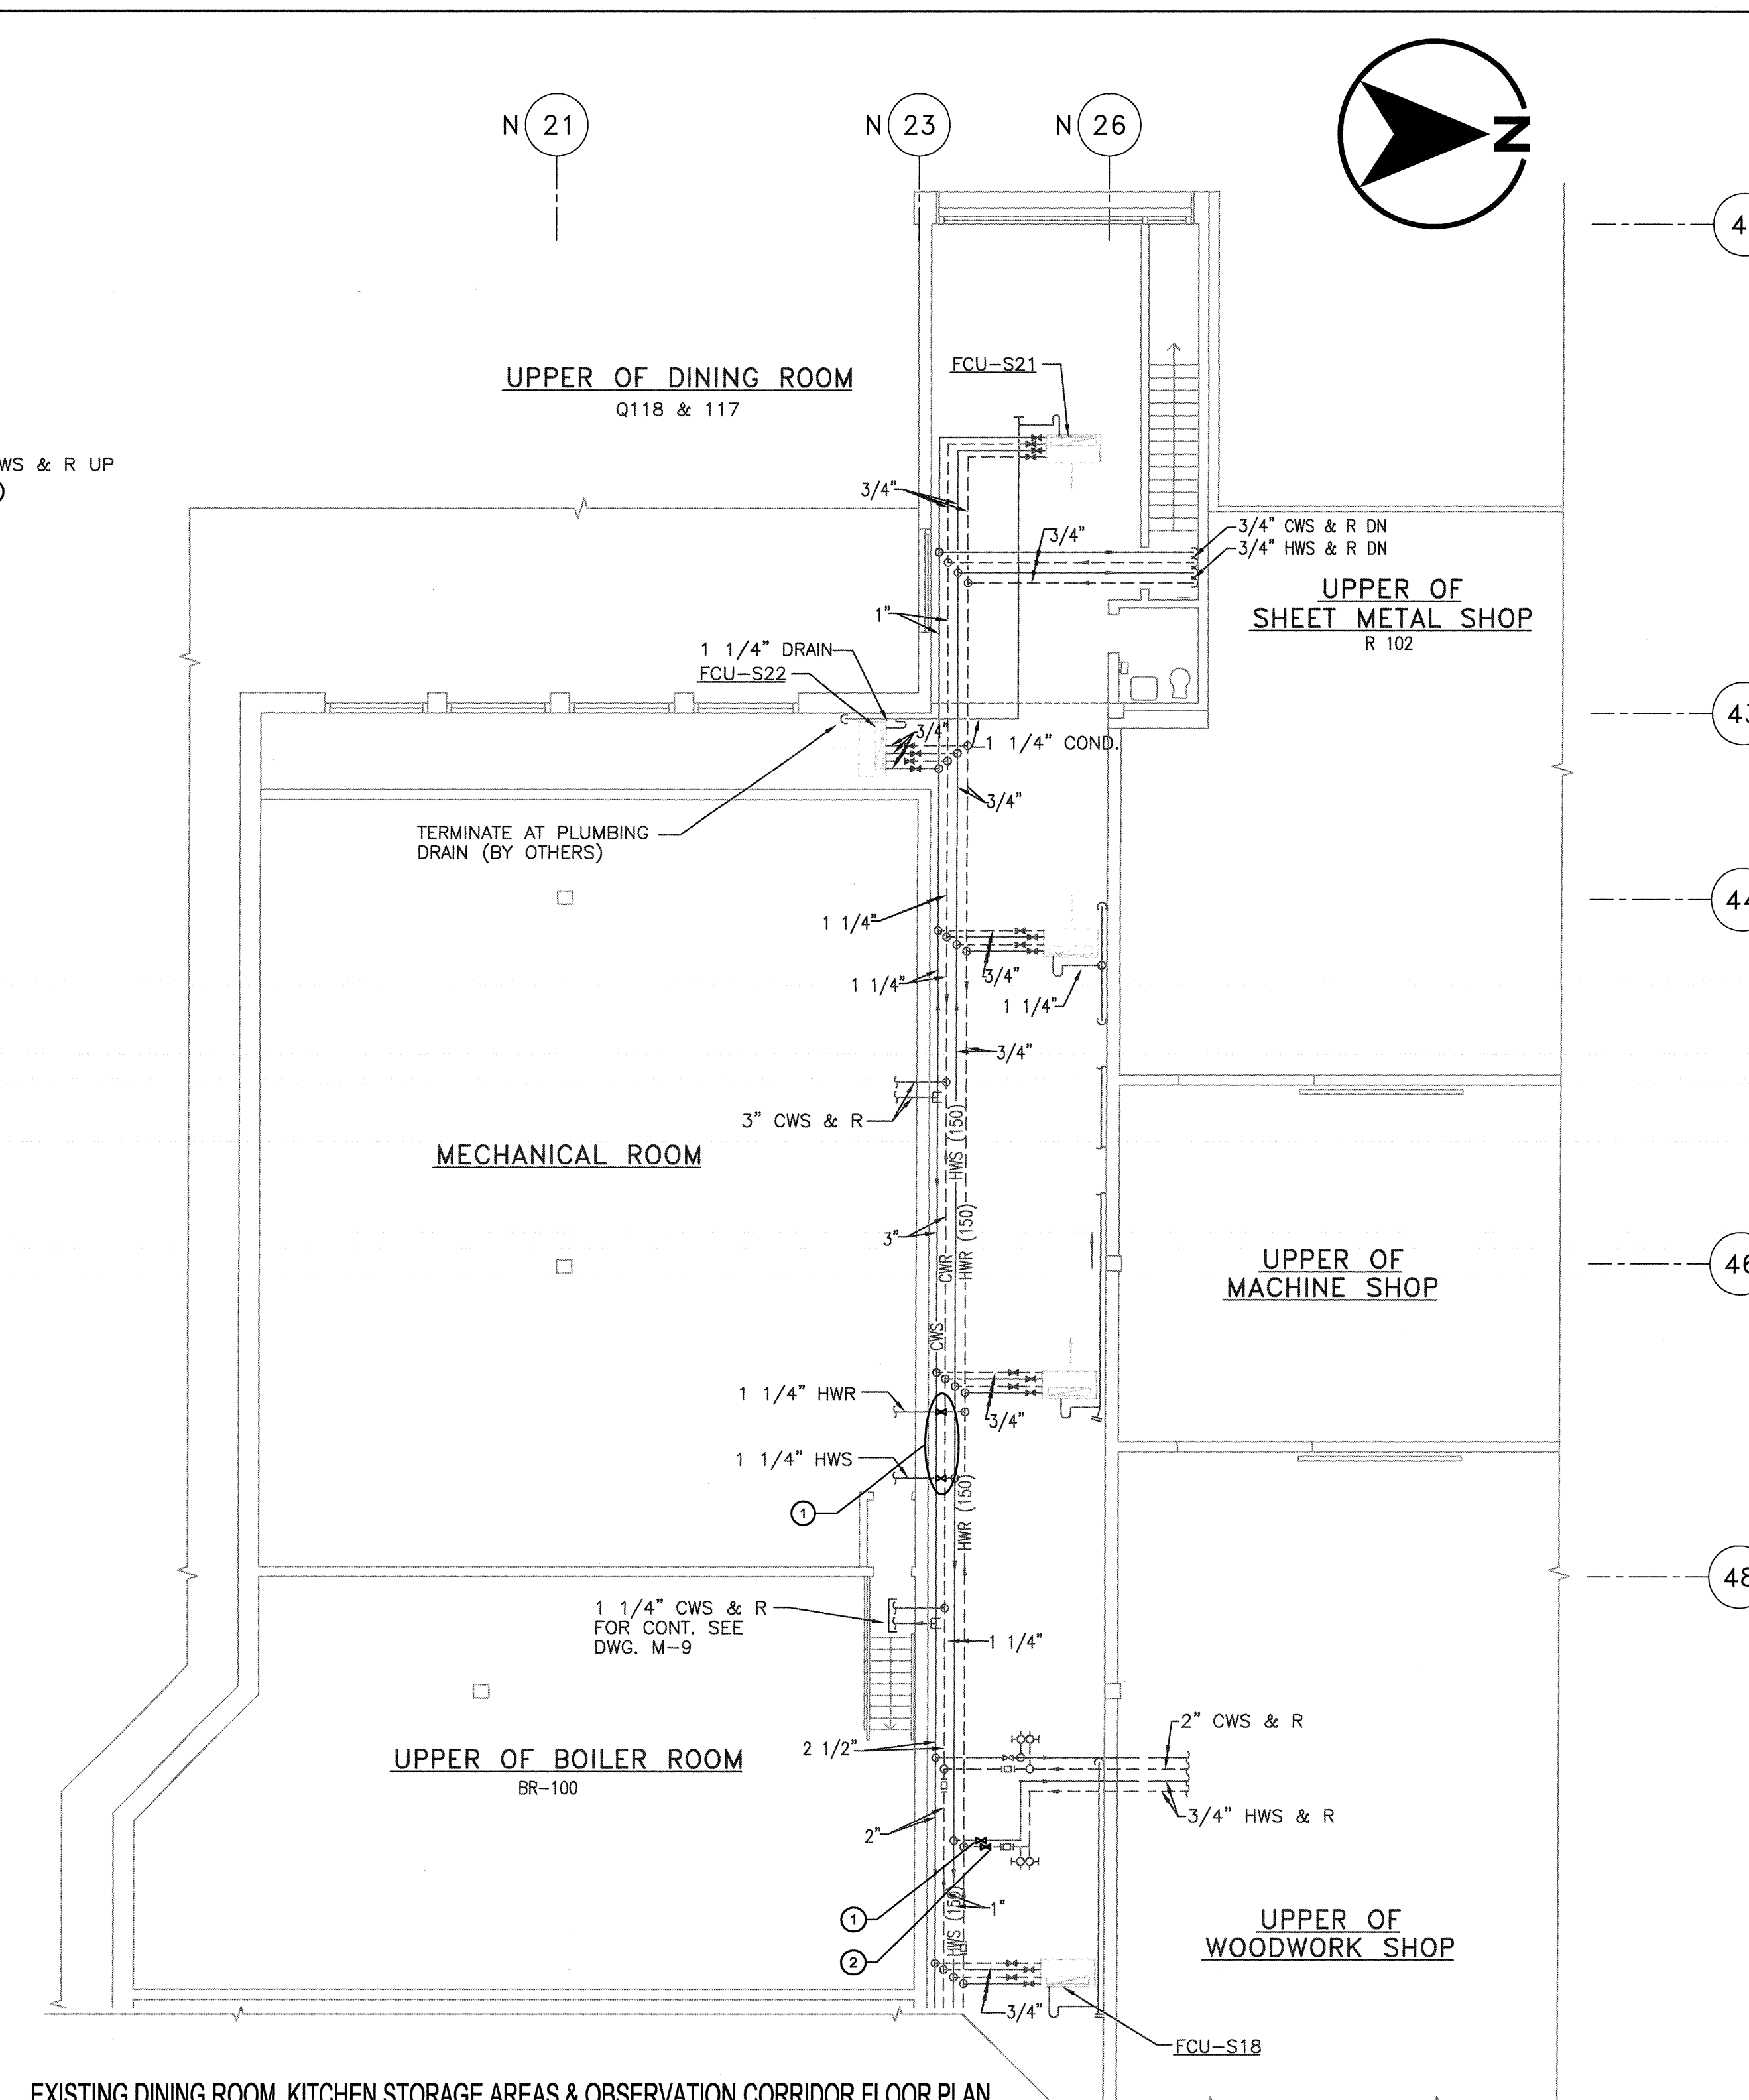 N 21
N 23
N 26
N
4
UPPER OF DINING ROOM
Q118 & 117
FCU-S21
WS & R UP
3/4"
3/4"
3/4" CWS & R DN
3/4" HWS & R DN
UPPER OF
SHEET METAL SHOP
R 102
1"
1 1/4" DRAIN
FCU-S22
3/4"
1 1/4" COND.
43
3/4"
TERMINATE AT PLUMBING
DRAIN (BY OTHERS)
44
1 1/4"
3/4"
1 1/4"
1 1/4"
3/4"
3" CWS & R
HWS (150)
MECHANICAL ROOM
3"
HWR (150)
CWR
UPPER OF
MACHINE SHOP
46
CWS
1 1/4" HWR
3/4"
1 1/4" HWS
1
HWR (150)
48
1 1/4" CWS & R
FOR CONT. SEE
DWG. M-9
1 1/4"
2" CWS & R
2 1/2"
UPPER OF BOILER ROOM
BR-100
3/4" HWS & R
2"
1"
HWS (150)
1
2
UPPER OF
WOODWORK SHOP
3/4"
FCU-S18
EXISTING DINING ROOM, KITCHEN STORAGE AREAS & OBSERVATION CORRIDOR FLOOR PLAN